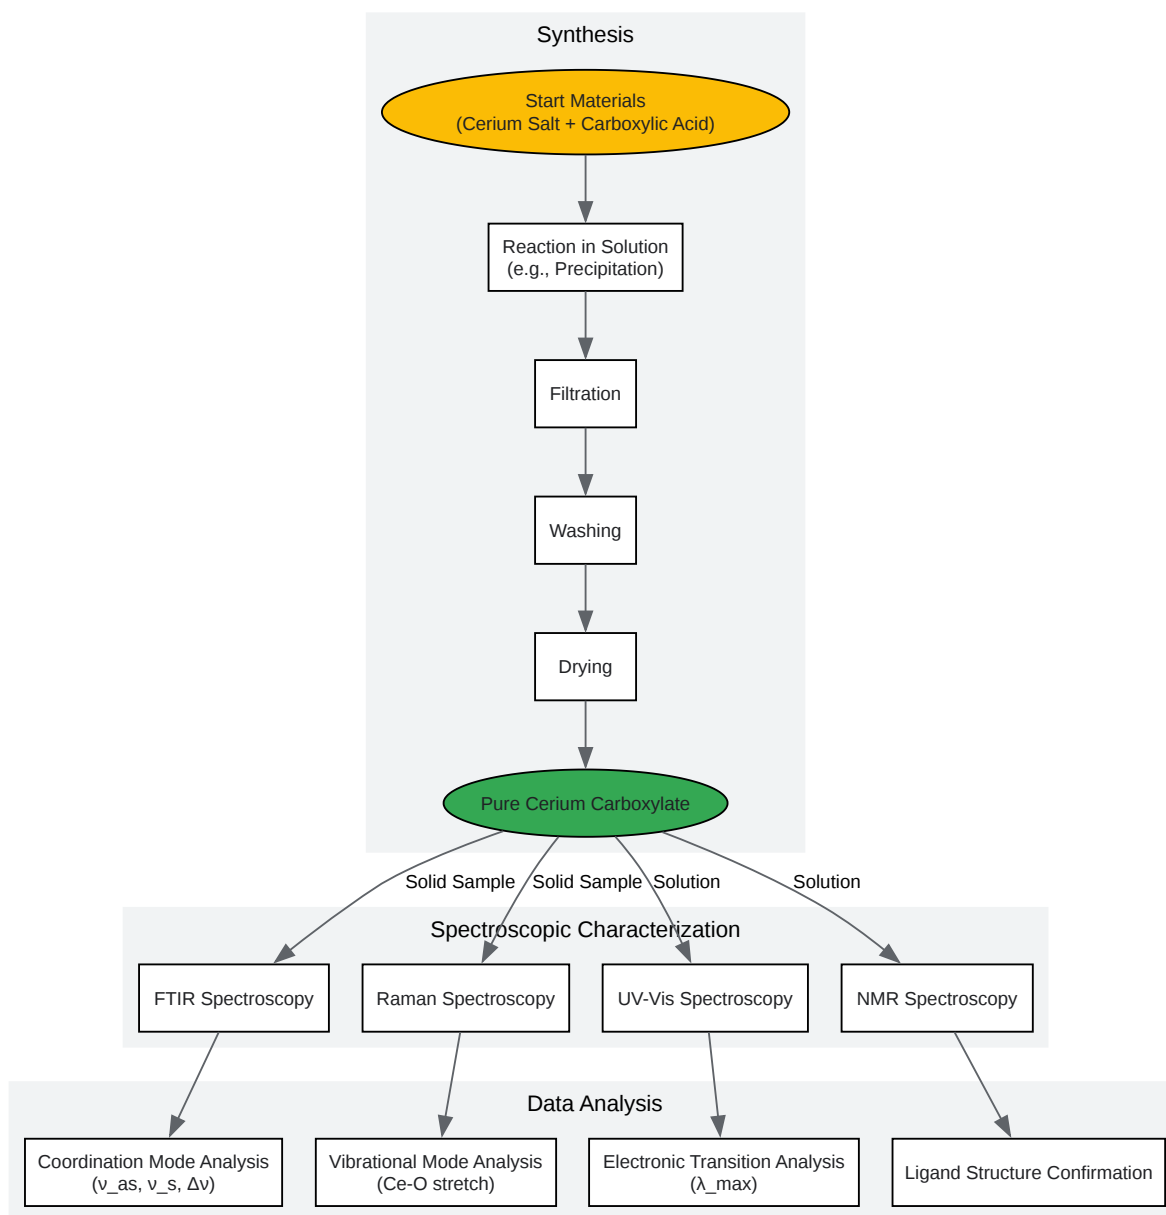 Synthesis
Start Materials
(Cerium Salt + Carboxylic Acid)
Reaction in Solution
(e.g., Precipitation)
Filtration
Washing
Drying
Pure Cerium Carboxylate
Solid Sample
Solid Sample
Solution
Solution
Spectroscopic Characterization
FTIR Spectroscopy
Raman Spectroscopy
UV-Vis Spectroscopy
NMR Spectroscopy
Data Analysis
Coordination Mode Analysis
(ν_as, ν_s, Δν)
Vibrational Mode Analysis
(Ce-O stretch)
Electronic Transition Analysis
(λ_max)
Ligand Structure Confirmation